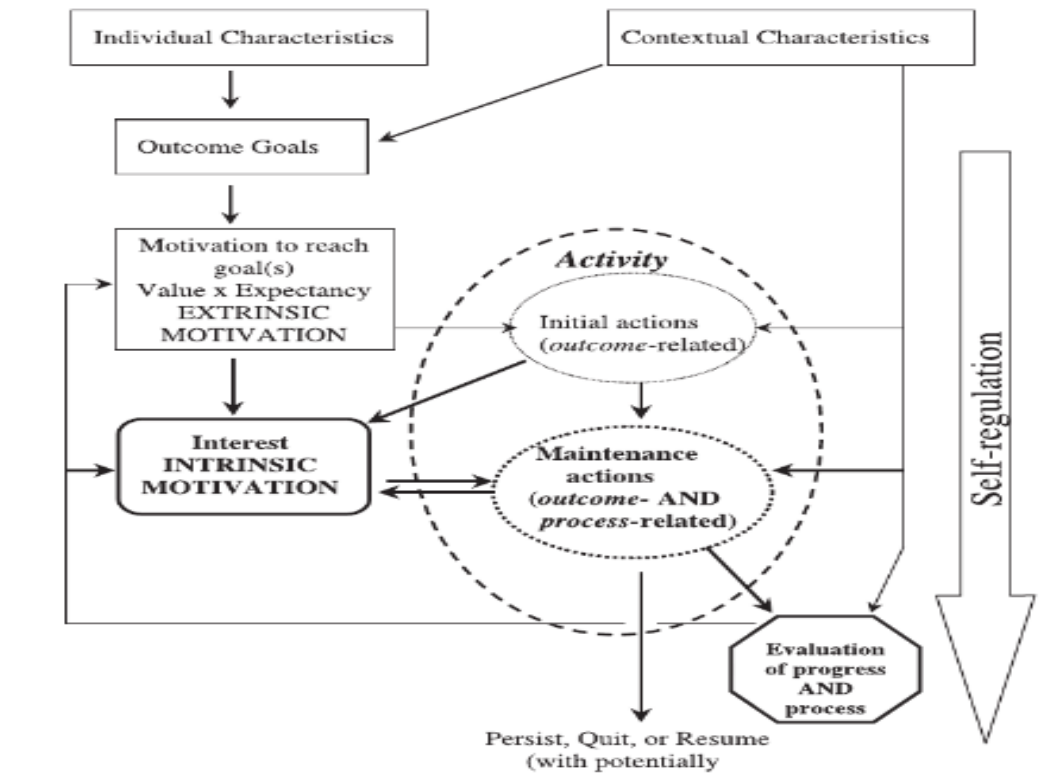 Individual Characteristics
Contextual Characteristics
Outcome Goals
Motivation to reach
goal(s)
Value x Expectancy
EXTRINSIC
MOTIVATION
Activity
Initial actions
(outcome-related)
Interest
INTRINSIC
MOTIVATION
Maintenance
actions
(outcome- AND
process-related)
Self-regulation
Evaluation
of progress
AND
process
Persist, Quit, or Resume
(with potentially